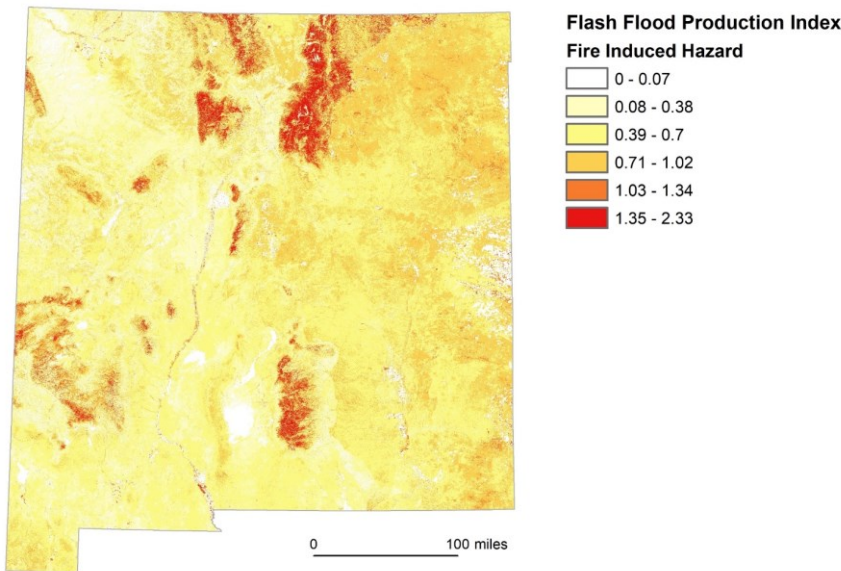 Flash Flood Production Index
Fire Induced Hazard
0 - 0.07
0.08 - 0.38
0.39 - 0.7
0.71 - 1.02
1.03 - 1.34
1.35 - 2.33
0 100 miles